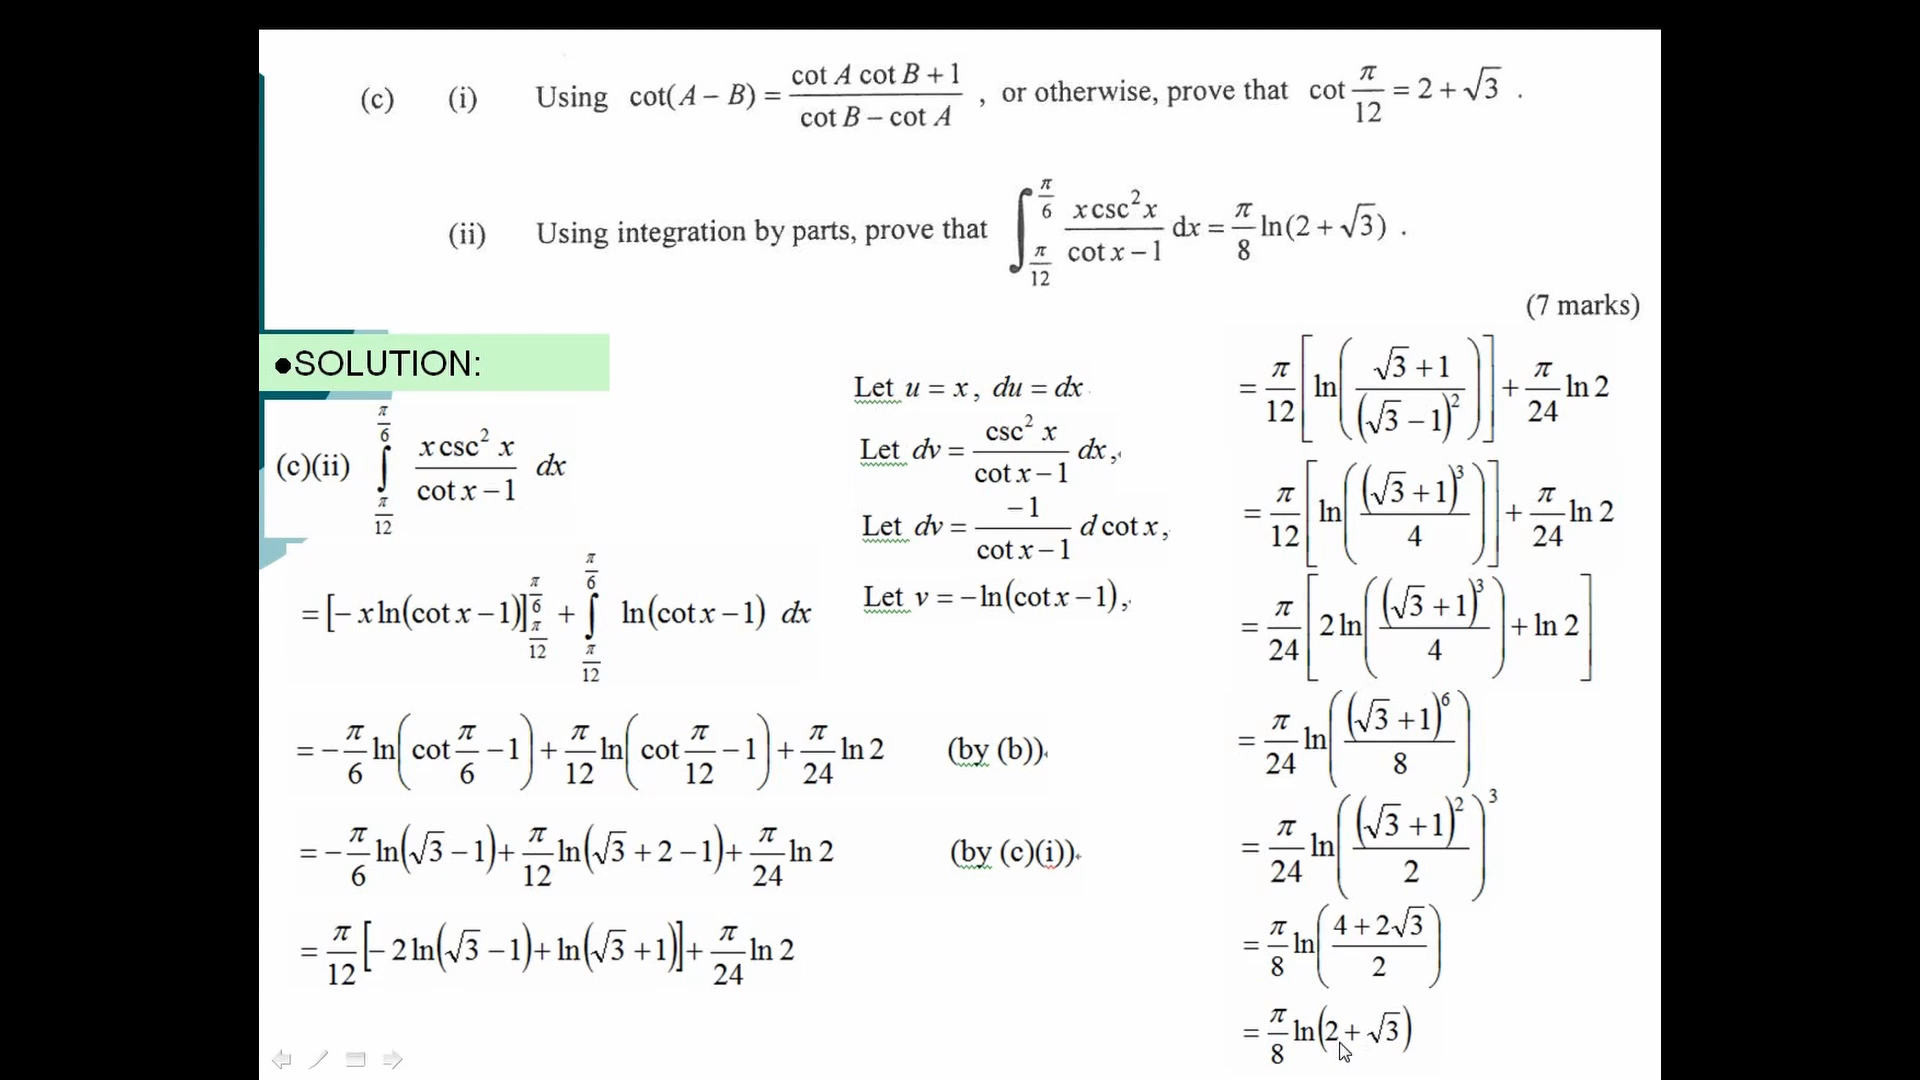 (c) (i) Using cot(A − B) = (cot A cot B + 1)/(cot B − cot A) , or otherwise, prove that cot π/12 = 2 + √3 .
(ii) Using integration by parts, prove that ∫_{π/12}^{π/6} (x csc² x)/(cot x − 1) dx = π/8 ln(2 + √3) .
(7 marks)
●SOLUTION:
(c)(ii) ∫_{π/12}^{π/6} (x csc² x)/(cot x − 1) dx
= [− x ln(cot x − 1)]_{π/12}^{π/6} + ∫_{π/12}^{π/6} ln(cot x − 1) dx
= − π/6 ln(cot π/6 − 1) + π/12 ln(cot π/12 − 1) + π/24 ln 2 (by (b))
= − π/6 ln(√3 − 1) + π/12 ln(√3 + 2 − 1) + π/24 ln 2 (by (c)(i))
= π/12 [− 2 ln(√3 − 1) + ln(√3 + 1)] + π/24 ln 2
Let u = x, du = dx
Let dv = (csc² x)/(cot x − 1) dx,
Let dv = (−1)/(cot x − 1) d cot x,
Let v = − ln(cot x − 1),
= π/12 [ln((√3 + 1)/(√3 − 1)²)] + π/24 ln 2
= π/12 [ln((√3 + 1)³/4)] + π/24 ln 2
= π/24 [2 ln((√3 + 1)³/4) + ln 2]
= π/24 ln((√3 + 1)⁶/8)
= π/24 ln((√3 + 1)²/2)³
= π/8 ln((4 + 2√3)/2)
= π/8 ln(2 + √3)